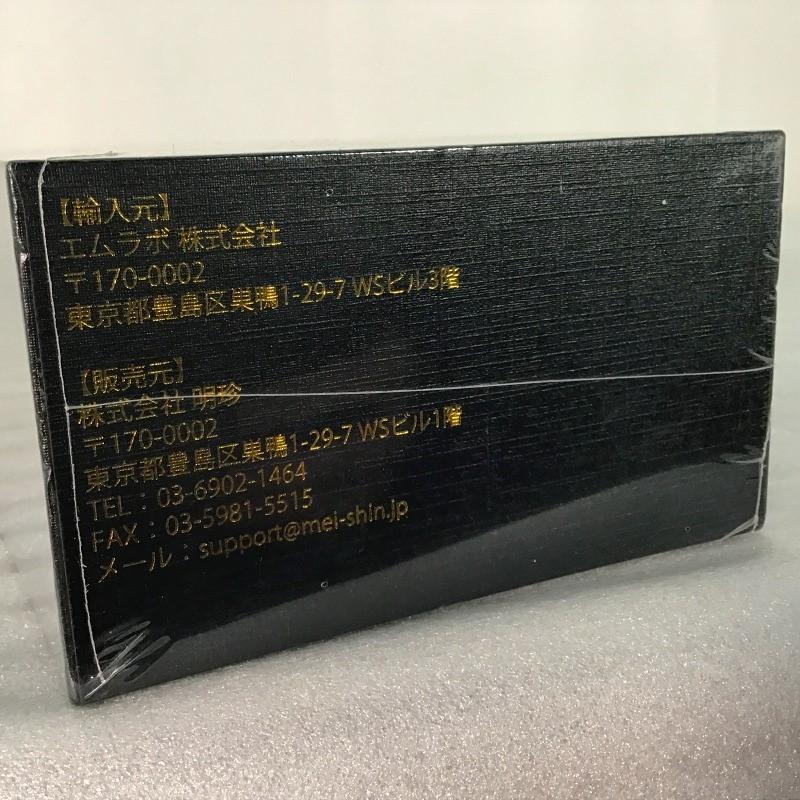 【輸入元】
エムラボ 株式会社
〒170-0002
東京都豊島区巣鴨1-29-7 WSビル3階
【販売元】
株式会社 明珍
〒170-0002
東京都豊島区巣鴨1-29-7 WSビル1階
TEL：03-6902-1464
FAX：03-5981-5515
メール：support@mei-shin.jp